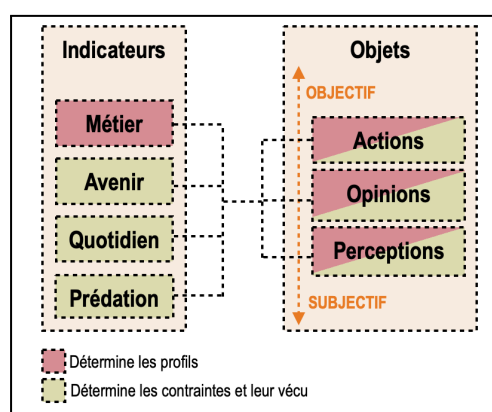 Indicateurs
Métier
Avenir
Quotidien
Prédation
Objets
OBJECTIF
Actions
Opinions
Perceptions
SUBJECTIF
Détermine les profils
Détermine les contraintes et leur vécu